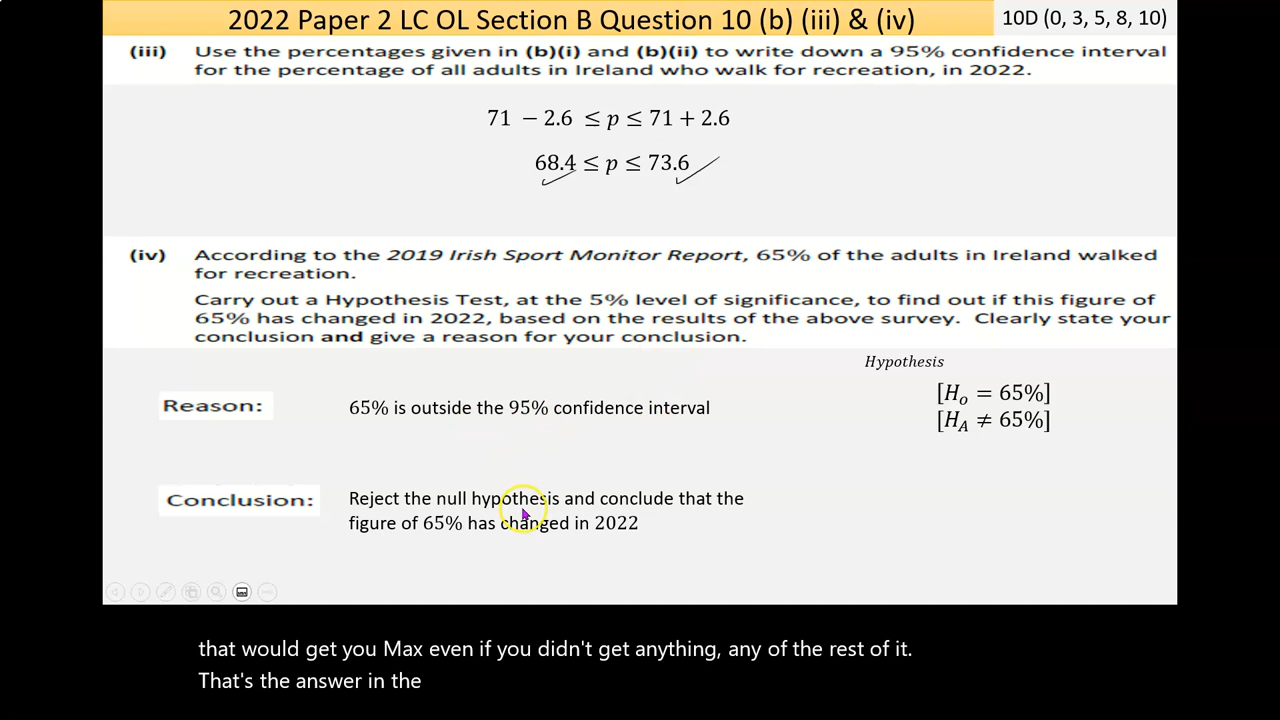 2022 Paper 2 LC OL Section B Question 10 (b) (iii) & (iv)
10D (0, 3, 5, 8, 10)
(iii) Use the percentages given in (b)(i) and (b)(ii) to write down a 95% confidence interval
for the percentage of all adults in Ireland who walk for recreation, in 2022.
71 − 2.6 ≤ p ≤ 71 + 2.6
68.4 ≤ p ≤ 73.6
(iv) According to the 2019 Irish Sport Monitor Report, 65% of the adults in Ireland walked
for recreation.
Carry out a Hypothesis Test, at the 5% level of significance, to find out if this figure of
65% has changed in 2022, based on the results of the above survey. Clearly state your
conclusion and give a reason for your conclusion.
Hypothesis
[H₀ = 65%]
[H_A ≠ 65%]
Reason: 65% is outside the 95% confidence interval
Conclusion: Reject the null hypothesis and conclude that the
figure of 65% has changed in 2022
that would get you Max even if you didn't get anything, any of the rest of it.
That's the answer in the